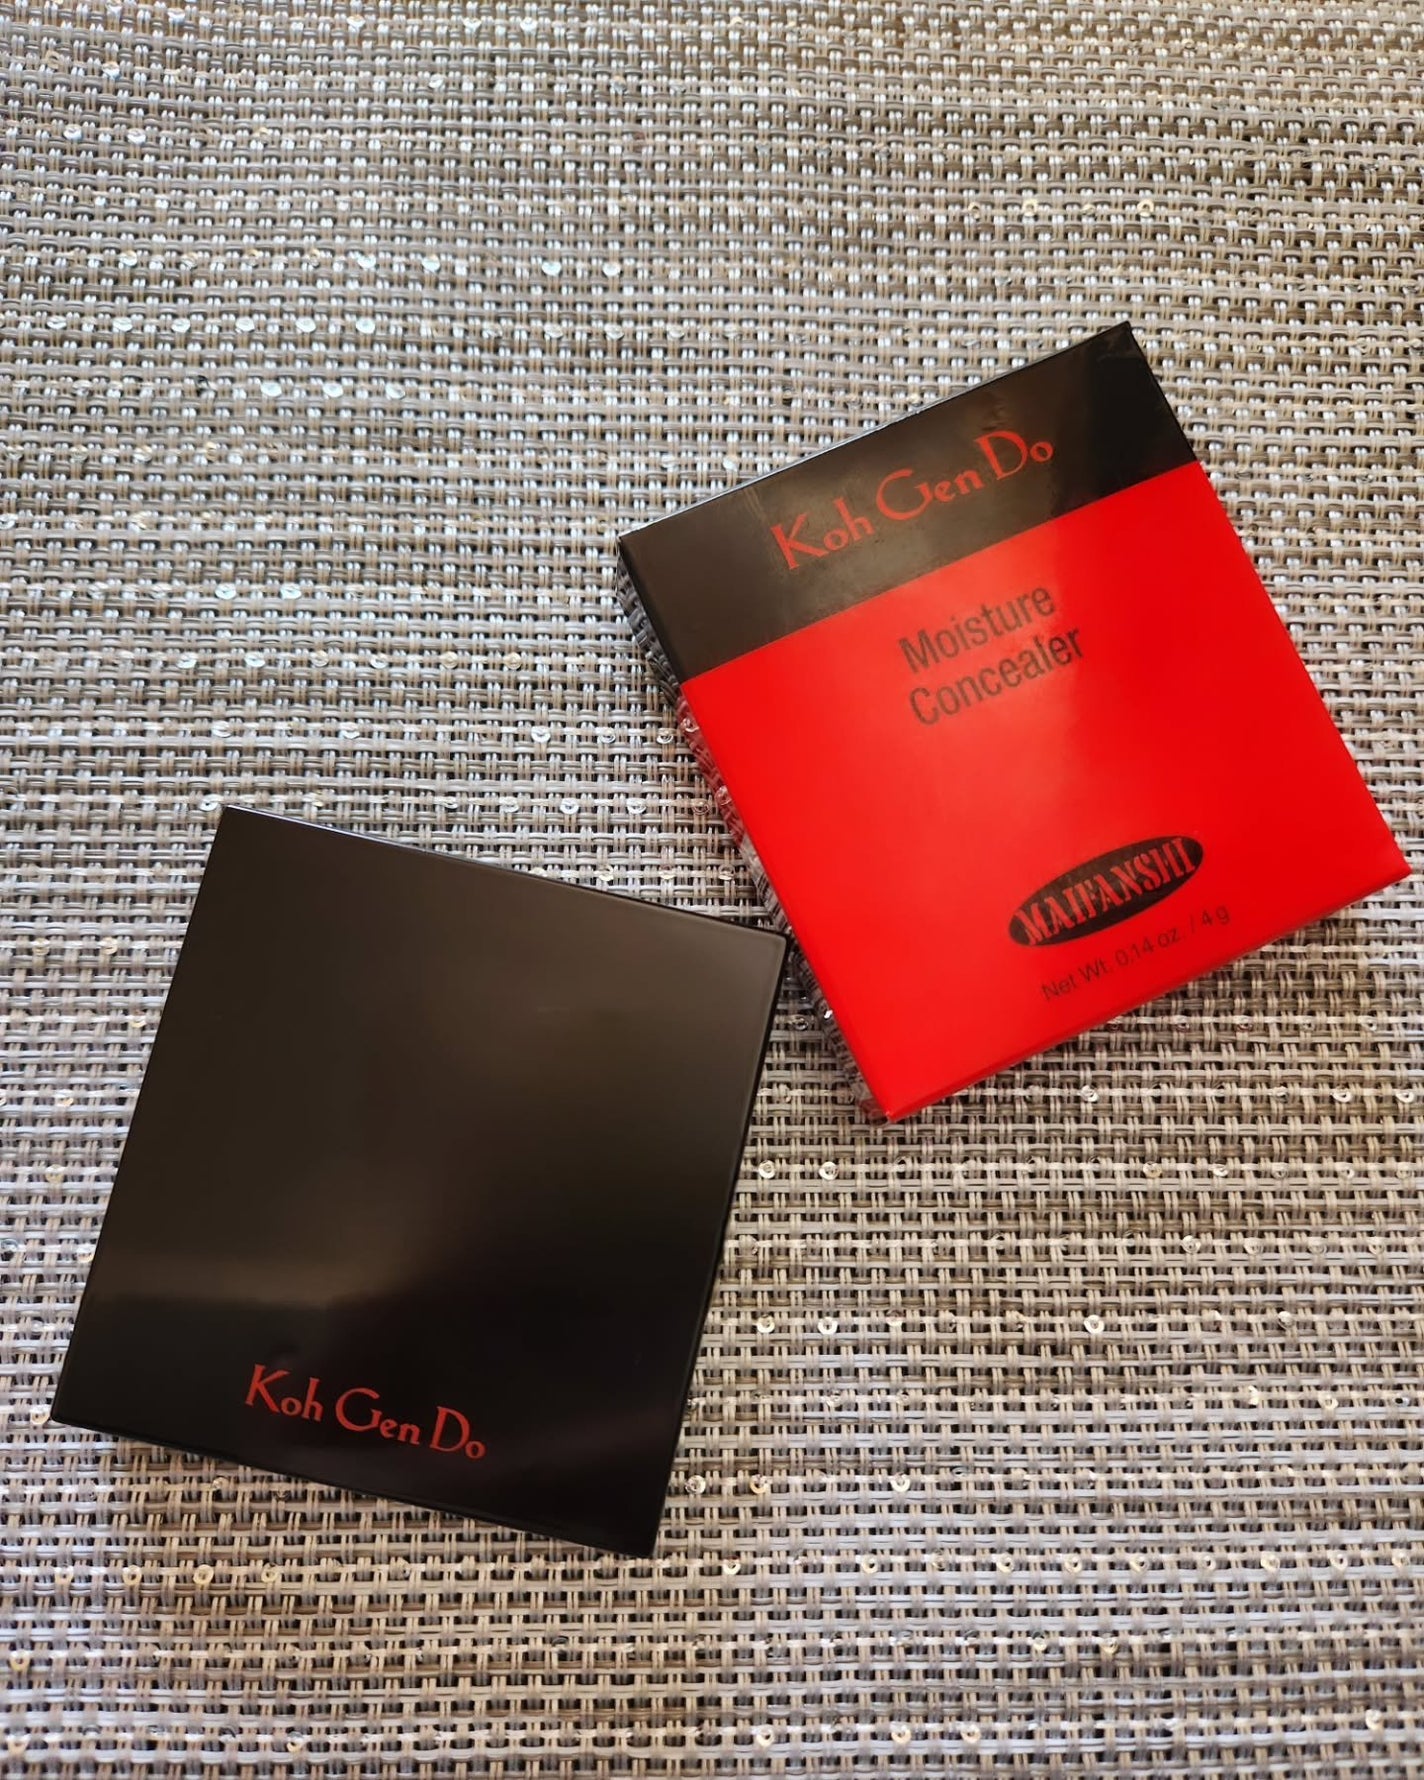 Koh Gen Do
Moisture
Concealer
MAIFANSHI
Net Wt. 0.14 oz. / 4 g
Koh Gen Do